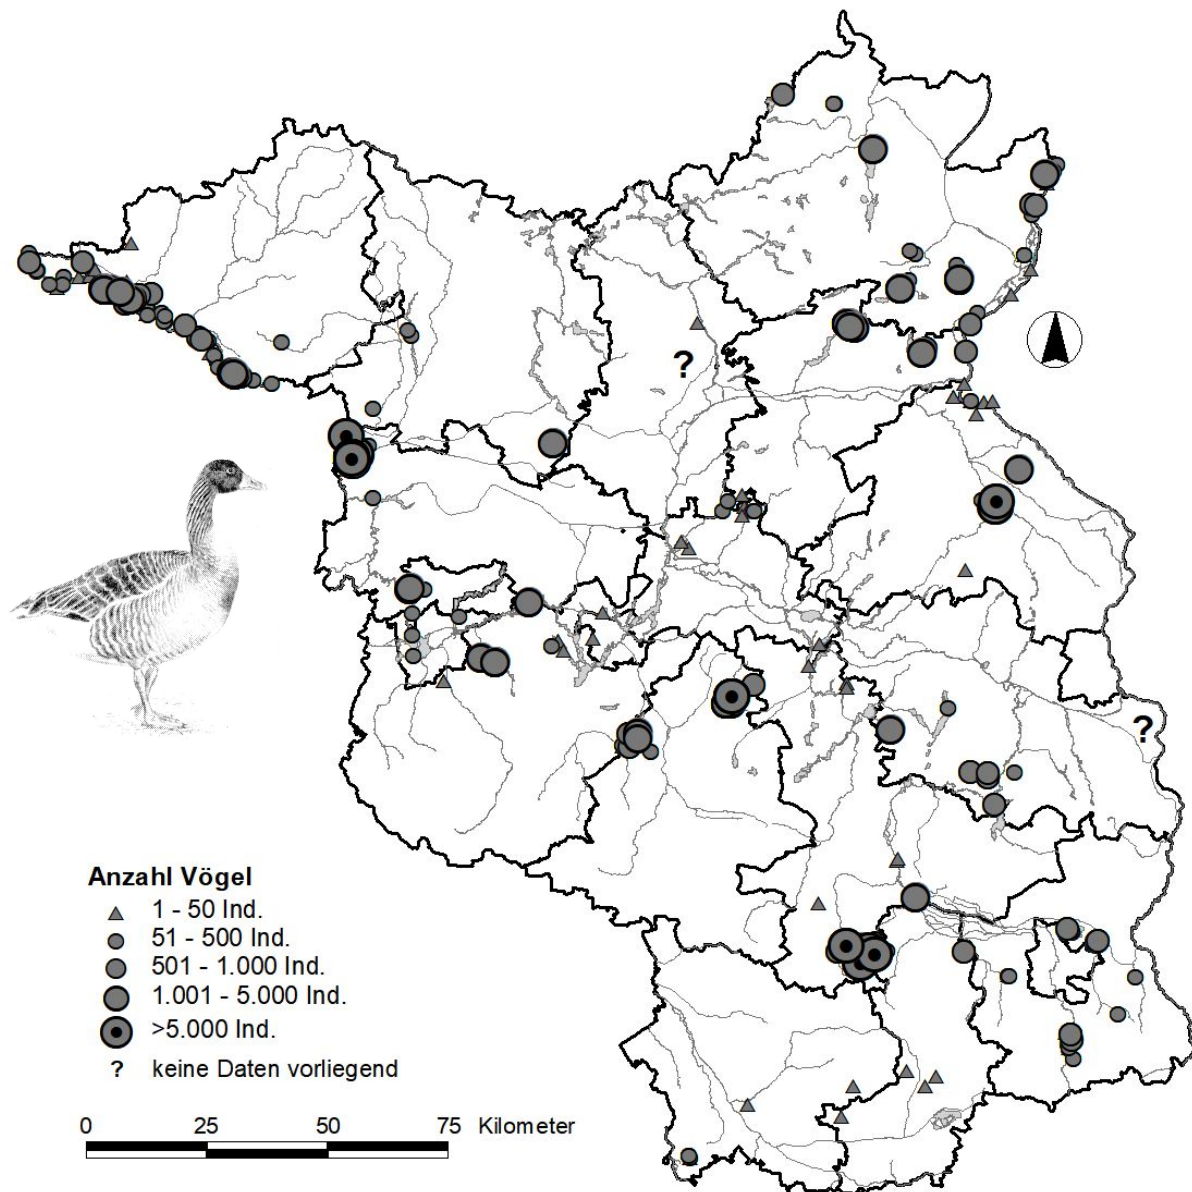 ?
?
Anzahl Vögel
1 - 50 Ind.
51 - 500 Ind.
501 - 1.000 Ind.
1.001 - 5.000 Ind.
>5.000 Ind.
? keine Daten vorliegend
0 25 50 75 Kilometer